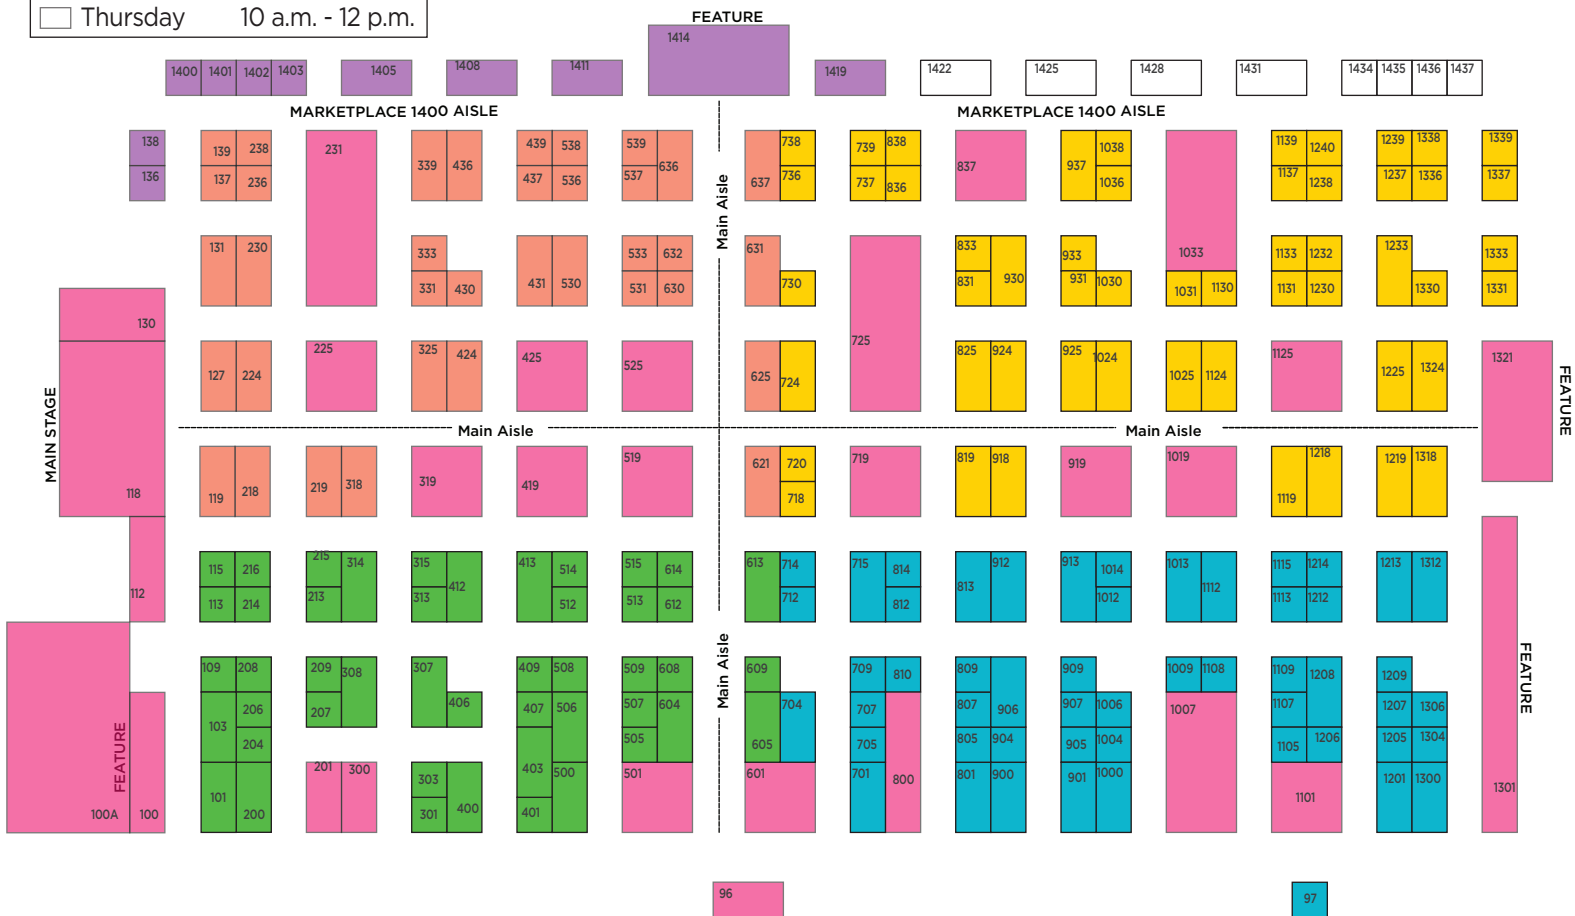 Thursday 10 a.m. - 12 p.m.
FEATURE
1414
1400 1401 1402 1403 1405 1408 1411 1419 1422 1425 1428 1431 1434 1435 1436 1437
MARKETPLACE 1400 AISLE MARKETPLACE 1400 AISLE
138 139 238 231 339 436 439 538 539 636 637 738 739 838 837 937 1038 1033 1139 1240 1239 1338 1339
136 137 236 437 536 537 736 737 836 1036 1137 1238 1237 1336 1337
Main Aisle
131 230 333 431 530 533 632 631 725 833 930 933 1133 1232 1233 1333
331 430 531 630 730 831 931 1030 1031 1130 1131 1230 1330 1331
130
225 325 424 425 525 625 724 825 924 925 1024 1025 1124 1125 1225 1324 1321
127 224
MAIN STAGE
FEATURE
Main Aisle Main Aisle
118 119 218 219 318 319 419 519 621 720 719 819 918 919 1019 1119 1218 1219 1318
718
112 115 216 215 314 315 412 413 514 515 614 613 714 715 814 813 912 913 1014 1013 1112 1115 1214 1213 1312
113 214 213 313 512 513 612 712 812 1012 1113 1212
Main Aisle
FEATURE
109 208 209 308 307 409 508 509 608 609 709 810 809 906 909 1009 1108 1109 1208 1209
103 206 207 406 407 506 507 604 605 704 707 800 807 907 1006 1007 1107 1207 1306
204 403 505 705 805 904 905 1004 1105 1206 1205 1304
FEATURE
100A 100 101 200 201 300 303 400 500 501 601 701 801 900 901 1000 1101 1201 1300 1301
301 401
96 97